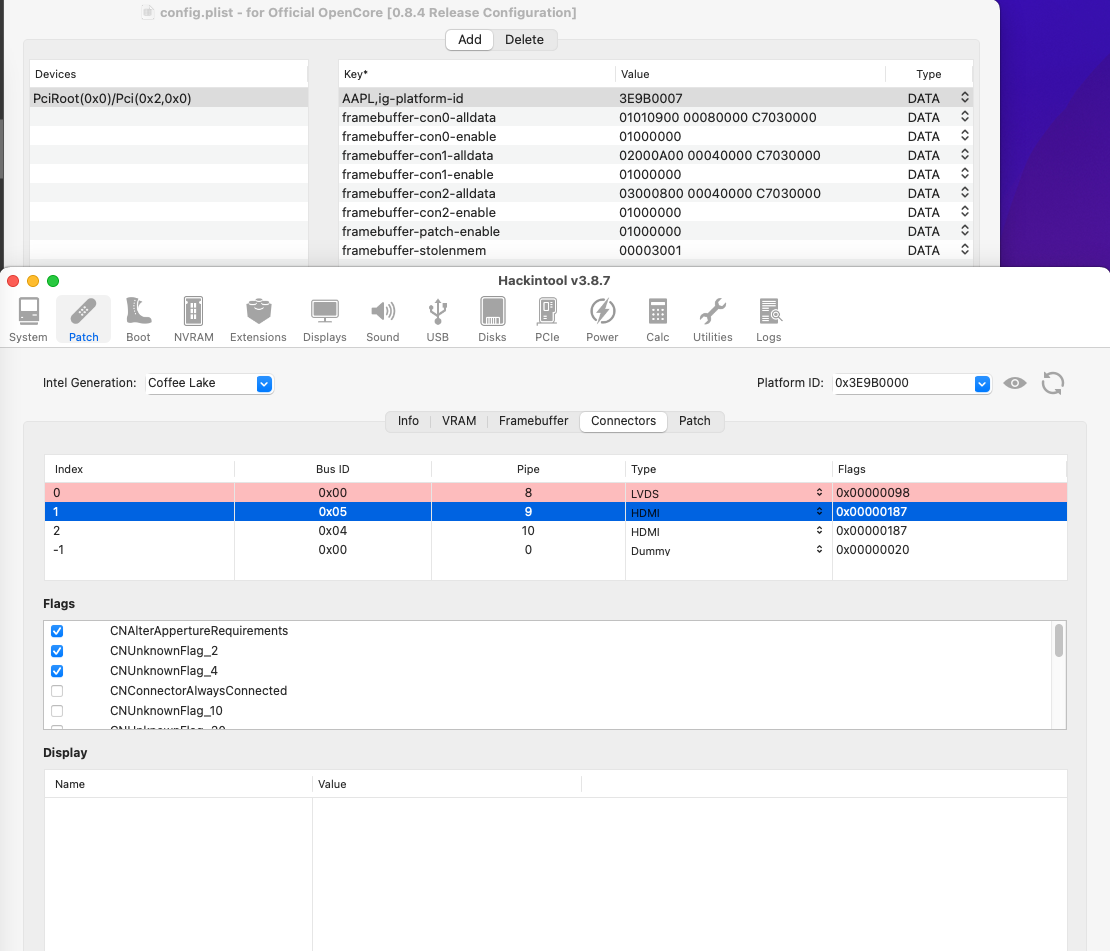 config.plist - for Official OpenCore [0.8.4 Release Configuration]
Add Delete
Devices Key* Value Type
PciRoot(0x0)/Pci(0x2,0x0) AAPL,ig-platform-id 3E9B0007 DATA
framebuffer-con0-alldata 01010900 00080000 C7030000 DATA
framebuffer-con0-enable 01000000 DATA
framebuffer-con1-alldata 02000A00 00040000 C7030000 DATA
framebuffer-con1-enable 01000000 DATA
framebuffer-con2-alldata 03000800 00040000 C7030000 DATA
framebuffer-con2-enable 01000000 DATA
framebuffer-patch-enable 01000000 DATA
framebuffer-stolenmem 00003001 DATA
Hackintool v3.8.7
System Patch Boot NVRAM Extensions Displays Sound USB Disks PCIe Power Calc Utilities Logs
Intel Generation: Coffee Lake Platform ID: 0x3E9B0000
Info VRAM Framebuffer Connectors Patch
Index Bus ID Pipe Type Flags
0 0x00 8 LVDS 0x00000098
1 0x05 9 HDMI 0x00000187
2 0x04 10 HDMI 0x00000187
-1 0x00 0 Dummy 0x00000020
Flags
CNAlterAppertureRequirements
CNUnknownFlag_2
CNUnknownFlag_4
CNConnectorAlwaysConnected
CNUnknownFlag_10
CNUnknownFlag_20
Display
Name Value